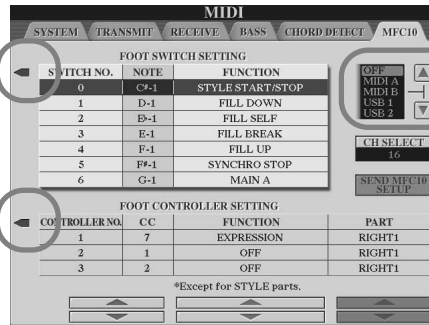 MIDI
SYSTEM TRANSMIT RECEIVE BASS CHORD DETECT MFC10
FOOT SWITCH SETTING
SWITCH NO. NOTE FUNCTION
0 C#-1 STYLE START/STOP
1 D-1 FILL DOWN
2 E♭-1 FILL SELF
3 E-1 FILL BREAK
4 F-1 FILL UP
5 F#-1 SYNCHRO STOP
6 G-1 MAIN A
OFF
MIDI A
MIDI B
USB 1
USB 2
CH SELECT
16
SEND MFC10
SETUP
FOOT CONTROLLER SETTING
CONTROLLER NO. CC FUNCTION PART
1 7 EXPRESSION RIGHT1
2 1 OFF RIGHT1
3 2 OFF RIGHT1
*Except for STYLE parts.